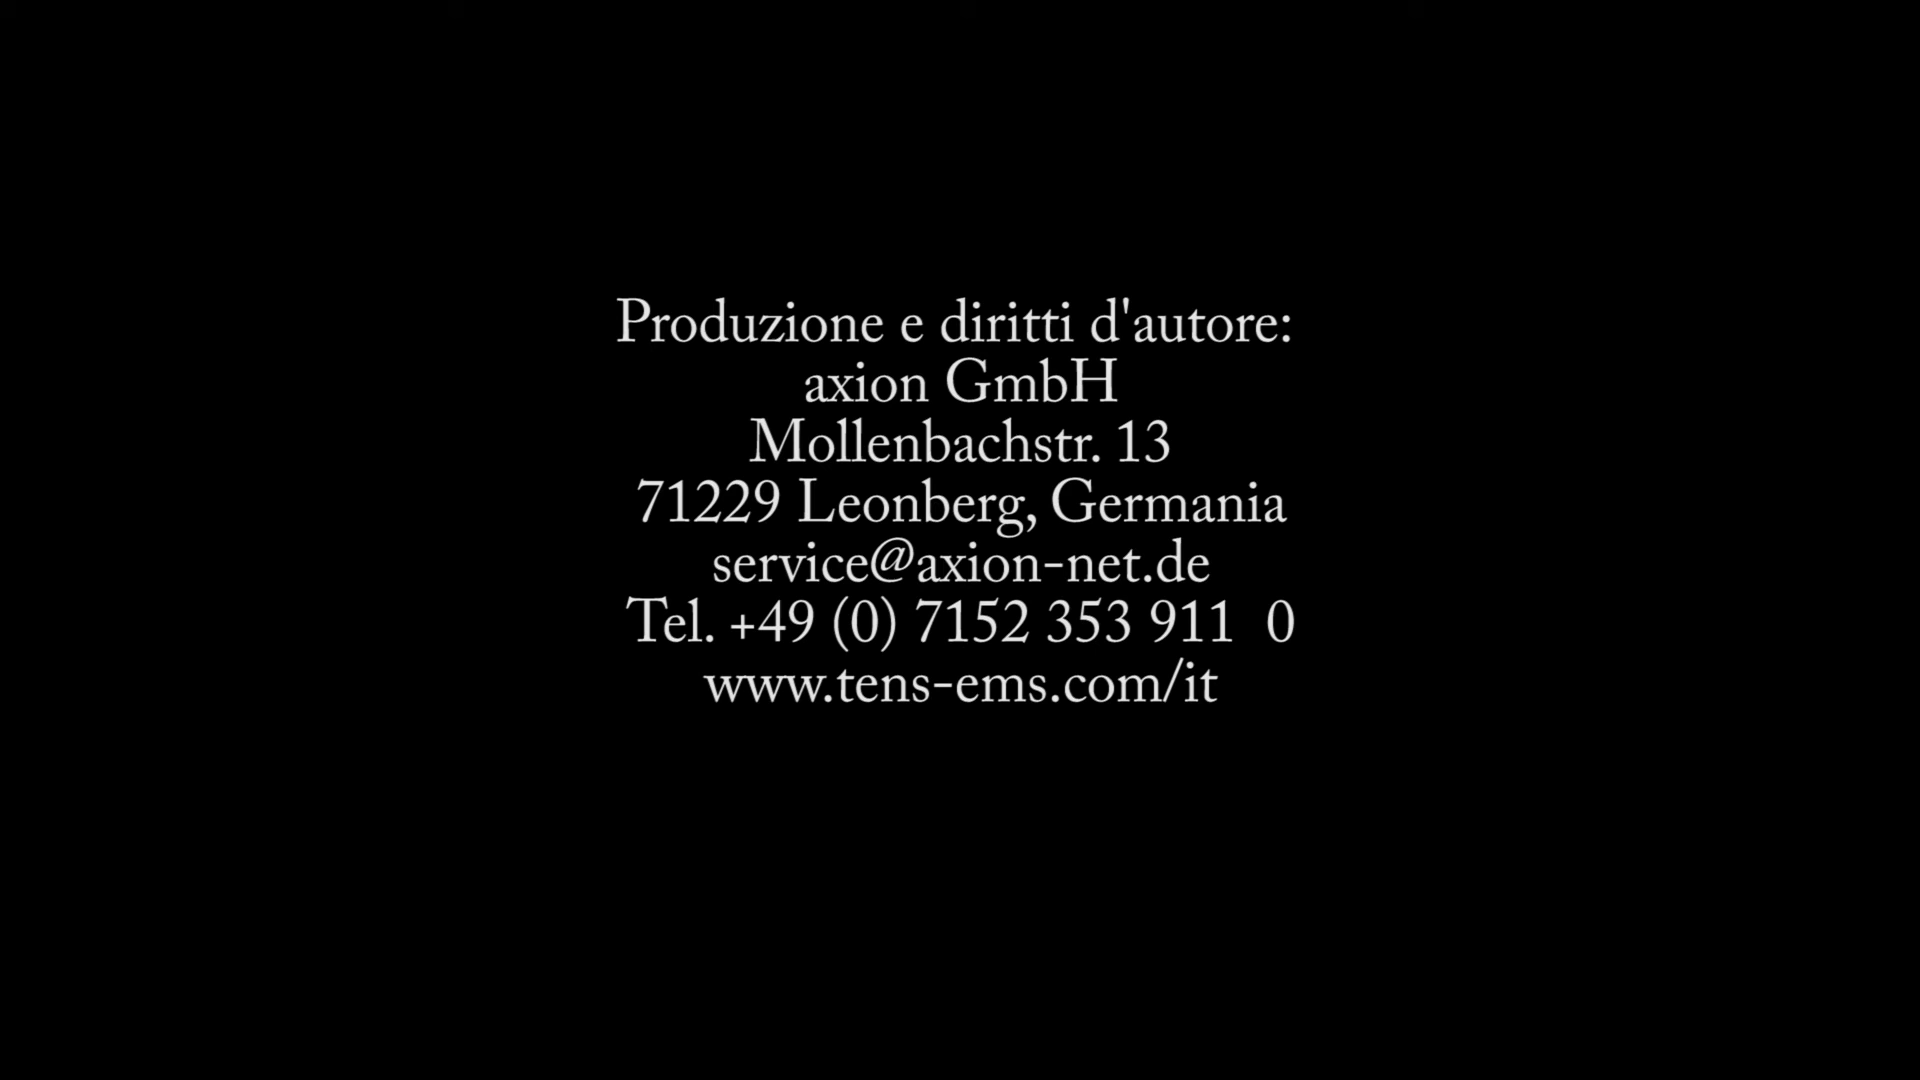 Produzione e diritti d'autore:
axion GmbH
Mollenbachstr. 13
71229 Leonberg, Germania
service@axion-net.de
Tel. +49 (0) 7152 353 911  0
www.tens-ems.com/it